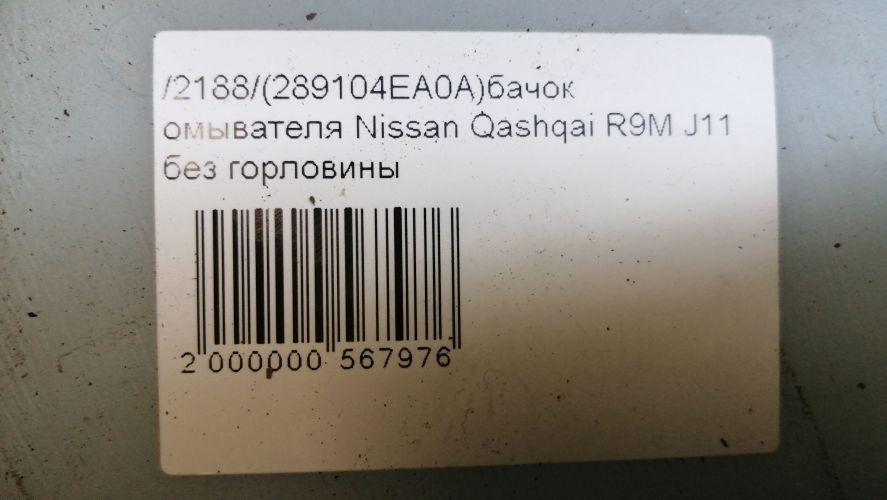 /2188/(289104EA0A)бачок
омывателя Nissan Qashqai R9M J11
без горловины
2 000000 567976